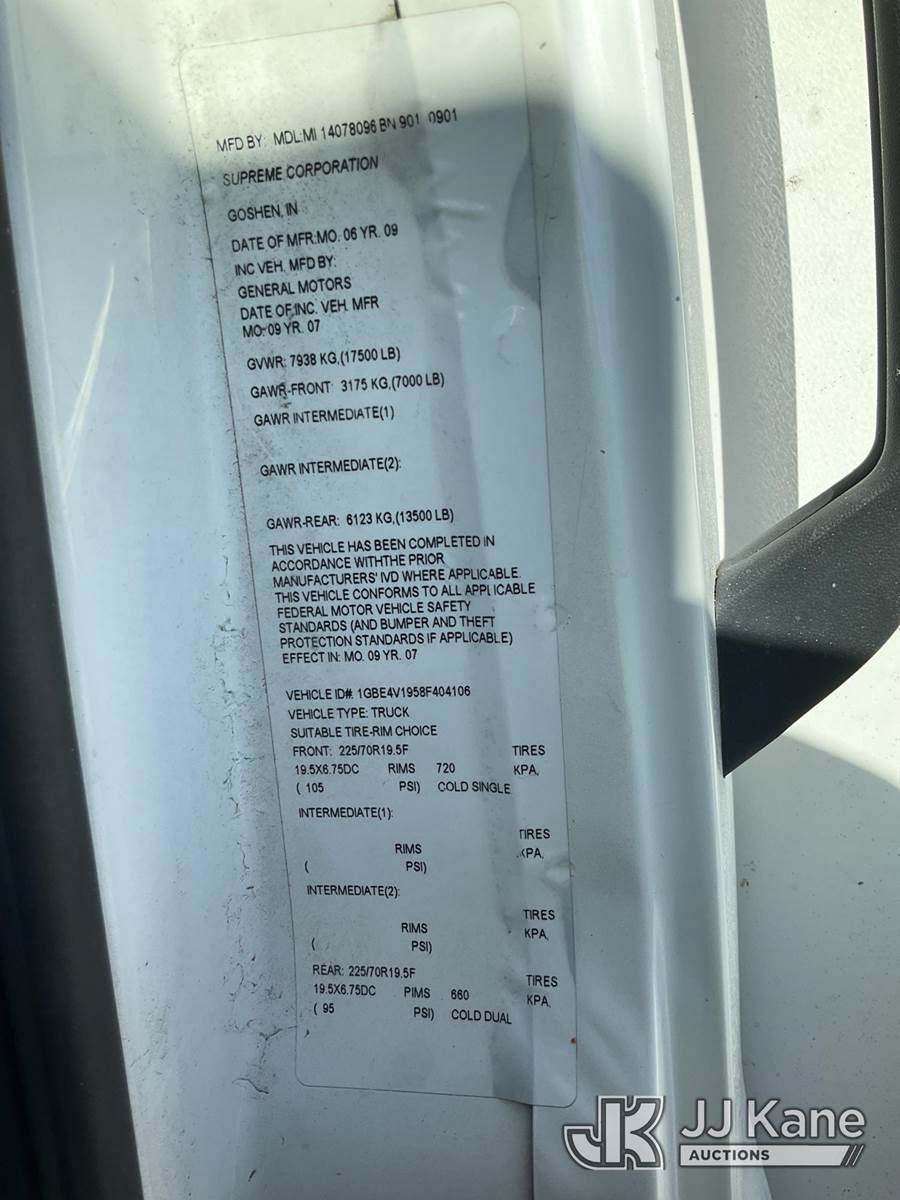 MFD BY: MDL:MI 14078096 BN 901 0901
SUPREME CORPORATION
GOSHEN, IN
DATE OF MFR:MO. 06 YR. 09
INC VEH. MFD BY:
GENERAL MOTORS
DATE OF INC. VEH. MFR
MO: 09 YR. 07
GVWR: 7938 KG,(17500 LB)
GAWR-FRONT: 3175 KG,(7000 LB)
GAWR INTERMEDIATE(1)
GAWR INTERMEDIATE(2):
GAWR-REAR: 6123 KG,(13500 LB)
THIS VEHICLE HAS BEEN COMPLETED IN
ACCORDANCE WITHTHE PRIOR
MANUFACTURERS' IVD WHERE APPLICABLE.
THIS VEHICLE CONFORMS TO ALL APPLICABLE
FEDERAL MOTOR VEHICLE SAFETY
STANDARDS (AND BUMPER AND THEFT
PROTECTION STANDARDS IF APPLICABLE)
EFFECT IN: MO. 09 YR. 07
VEHICLE ID#: 1GBE4V1958F404106
VEHICLE TYPE: TRUCK
SUITABLE TIRE-RIM CHOICE
FRONT: 225/70R19.5F TIRES
19.5X6.75DC RIMS 720 KPA,
( 105 PSI) COLD SINGLE
INTERMEDIATE(1):
TIRES
RIMS KPA,
( PSI)
INTERMEDIATE(2):
TIRES
RIMS KPA,
( PSI)
REAR: 225/70R19.5F TIRES
19.5X6.75DC RIMS 660 KPA,
( 95 PSI) COLD DUAL
JK JJ Kane
AUCTIONS